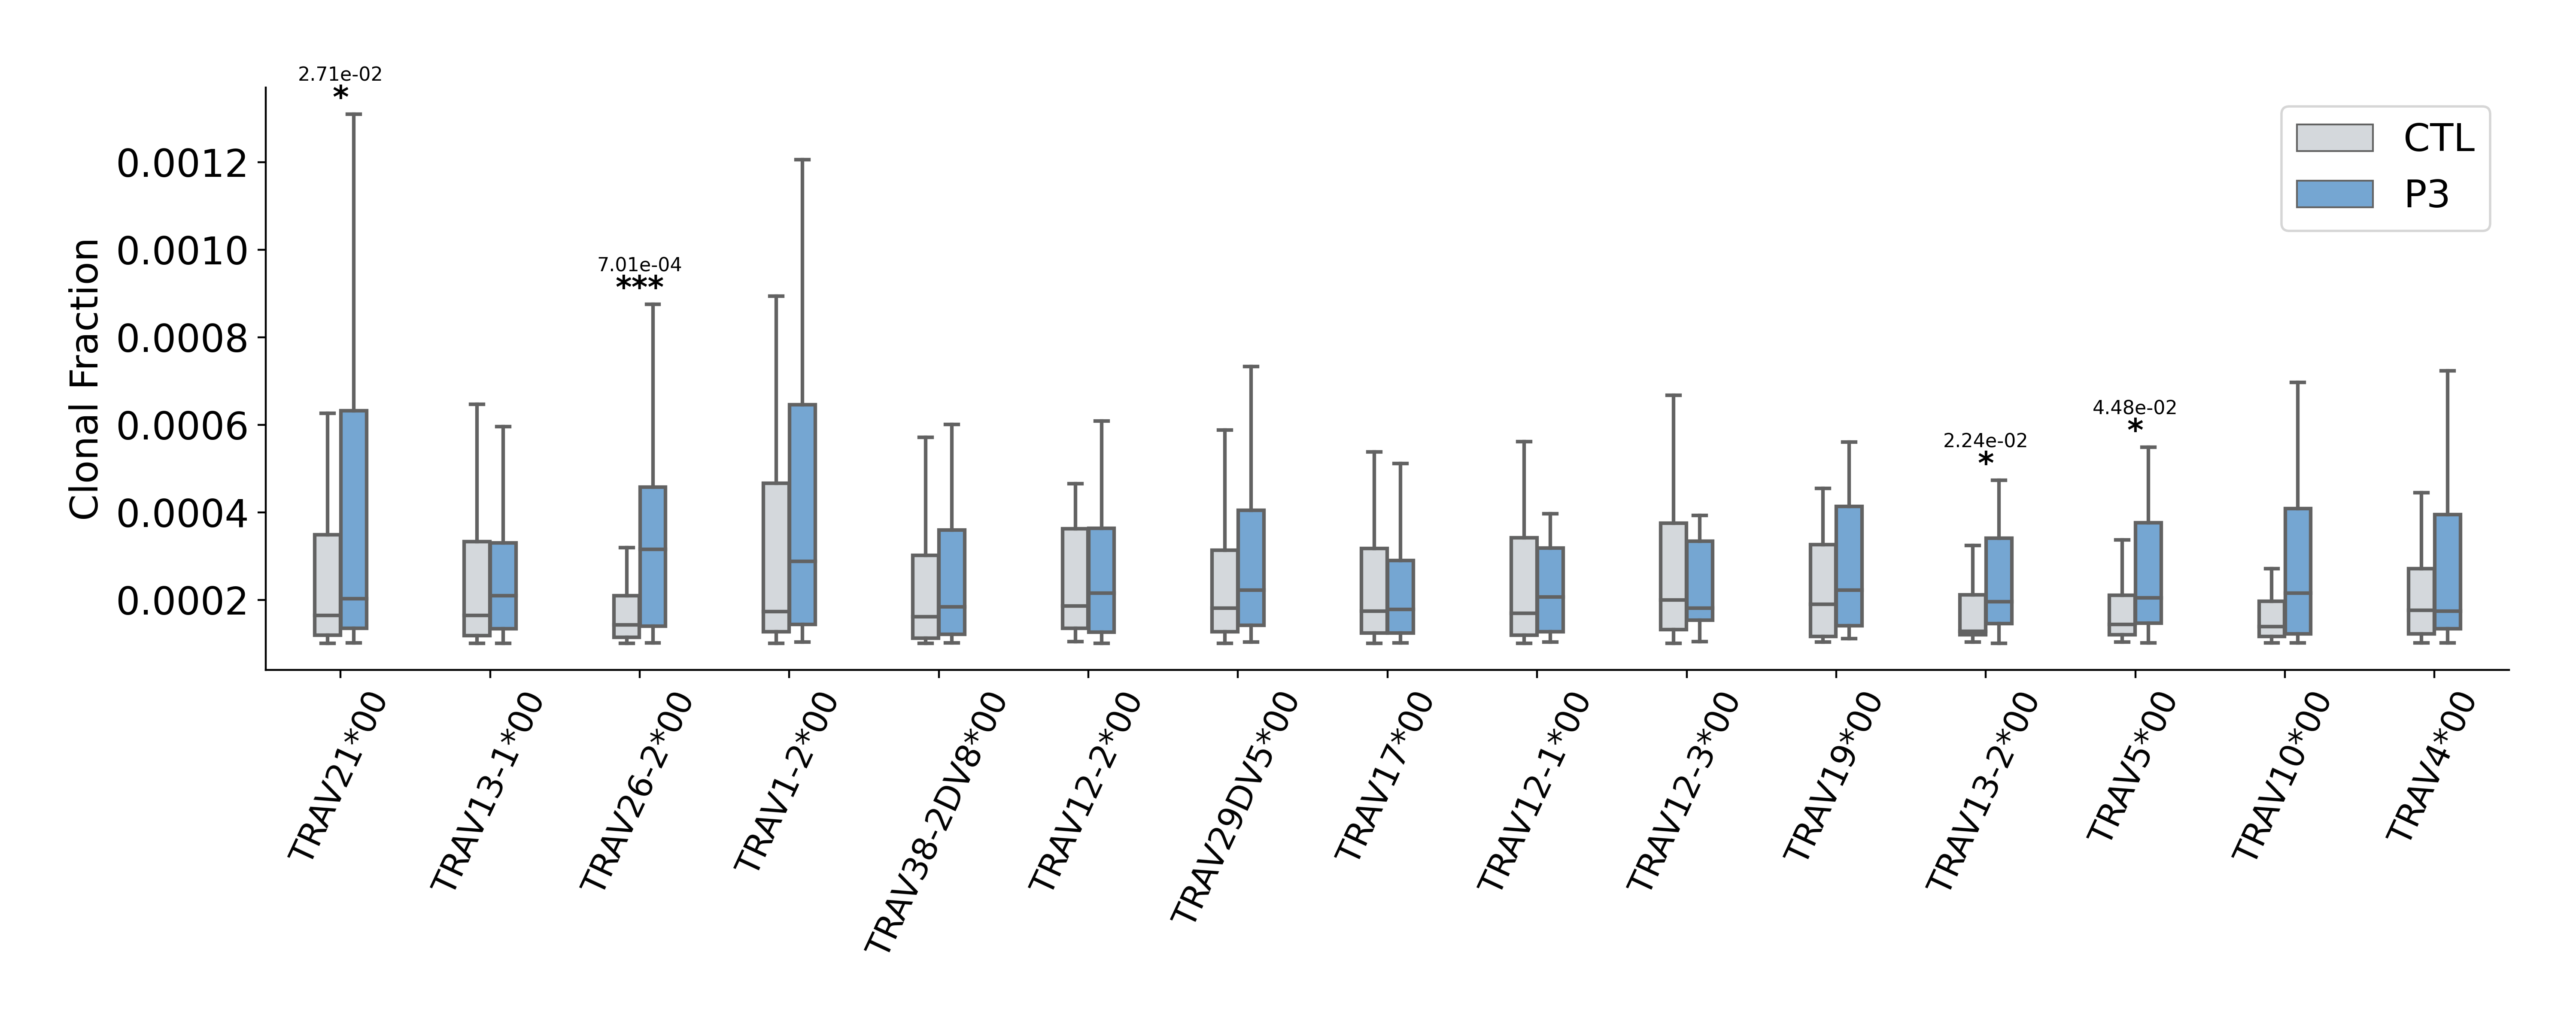 2.71e-02
*
7.01e-04
***
2.24e-02
*
4.48e-02
*
CTL
P3
Clonal Fraction
0.0012
0.0010
0.0008
0.0006
0.0004
0.0002
TRAV21*00
TRAV13-1*00
TRAV26-2*00
TRAV1-2*00
TRAV38-2DV8*00
TRAV12-2*00
TRAV29DV5*00
TRAV17*00
TRAV12-1*00
TRAV12-3*00
TRAV19*00
TRAV13-2*00
TRAV5*00
TRAV10*00
TRAV4*00